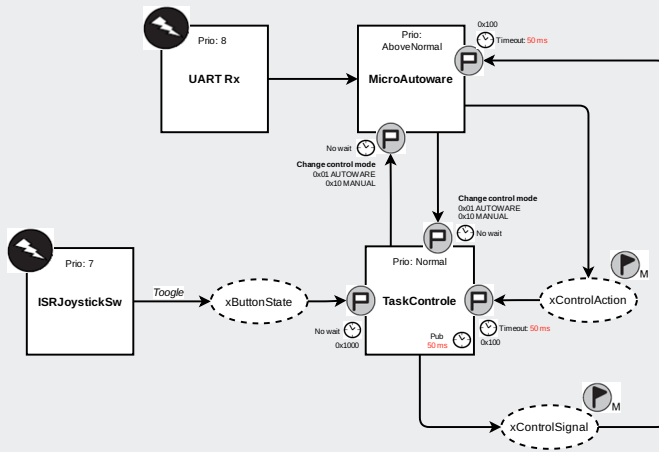 Prio: 8
UART Rx
Prio:
AboveNormal
MicroAutoware
0x100
Timeout: 50 ms
No wait
Change control mode
0x01 AUTOWARE
0x10 MANUAL
Change control mode
0x01 AUTOWARE
0x10 MANUAL
No wait
Prio: 7
ISRJoystickSw
Toogle
xButtonState
No wait
0x1000
Prio: Normal
TaskControle
Pub
50 ms
Timeout: 50 ms
0x100
M
xControlAction
M
xControlSignal